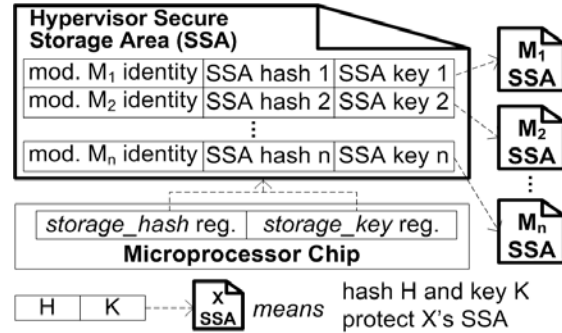 Hypervisor Secure
Storage Area (SSA)
mod. M₁ identity SSA hash 1 SSA key 1
mod. M₂ identity SSA hash 2 SSA key 2
⋮
mod. Mₙ identity SSA hash n SSA key n
M₁
SSA
M₂
SSA
⋮
Mₙ
SSA
storage_hash reg. storage_key reg.
Microprocessor Chip
H K
X
SSA
means
hash H and key K
protect X's SSA